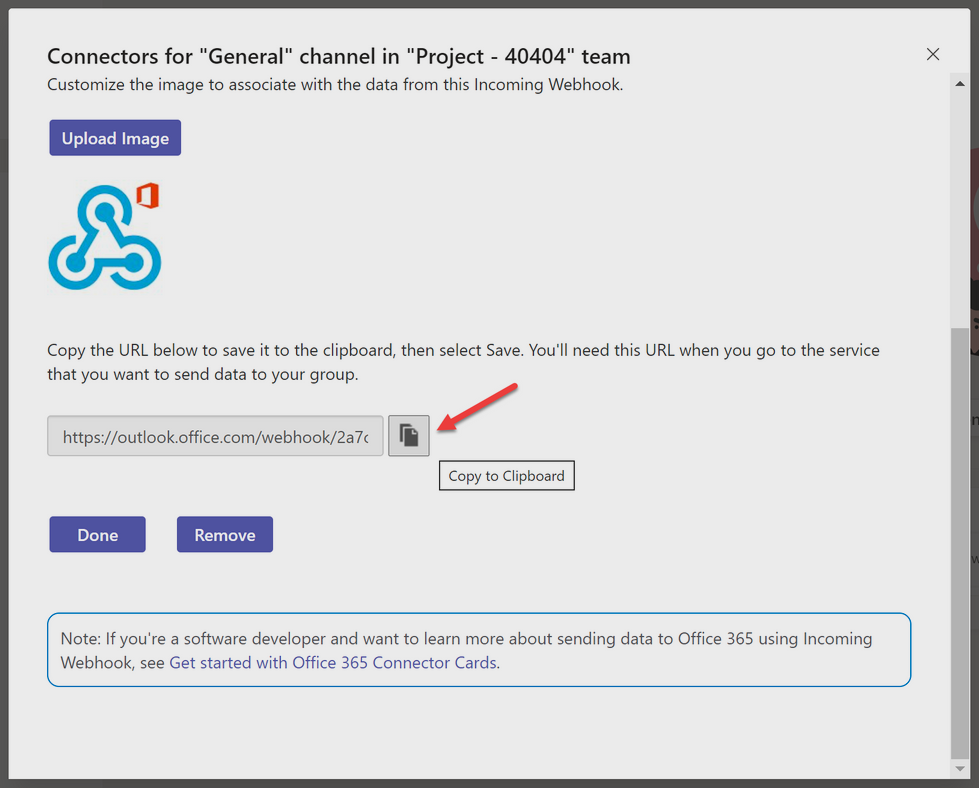 Connectors for "General" channel in "Project - 40404" team
Customize the image to associate with the data from this Incoming Webhook.
Upload Image
Copy the URL below to save it to the clipboard, then select Save. You'll need this URL when you go to the service
that you want to send data to your group.
https://outlook.office.com/webhook/2a7c
Copy to Clipboard
Done
Remove
Note: If you're a software developer and want to learn more about sending data to Office 365 using Incoming
Webhook, see Get started with Office 365 Connector Cards.